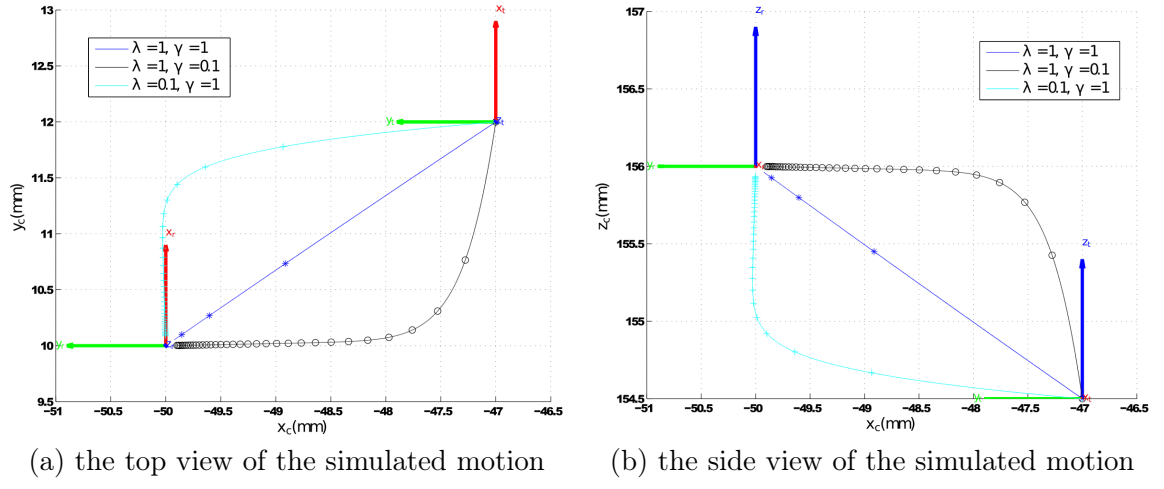 13
12.5
12
11.5
11
10.5
10
9.5
y_c(mm)
−51 −50.5 −50 −49.5 −49 −48.5 −48 −47.5 −47 −46.5
x_c(mm)
λ =1, γ =1
λ =1, γ =0.1
λ =0.1, γ =1
x_t
y_t
z_t
x_r
157
156.5
156
155.5
155
154.5
z_c(mm)
−51 −50.5 −50 −49.5 −49 −48.5 −48 −47.5 −47 −46.5
x_c(mm)
λ =1, γ =1
λ =1, γ =0.1
λ =0.1, γ =1
z_r
z_t
y_t
x_t
(a) the top view of the simulated motion
(b) the side view of the simulated motion